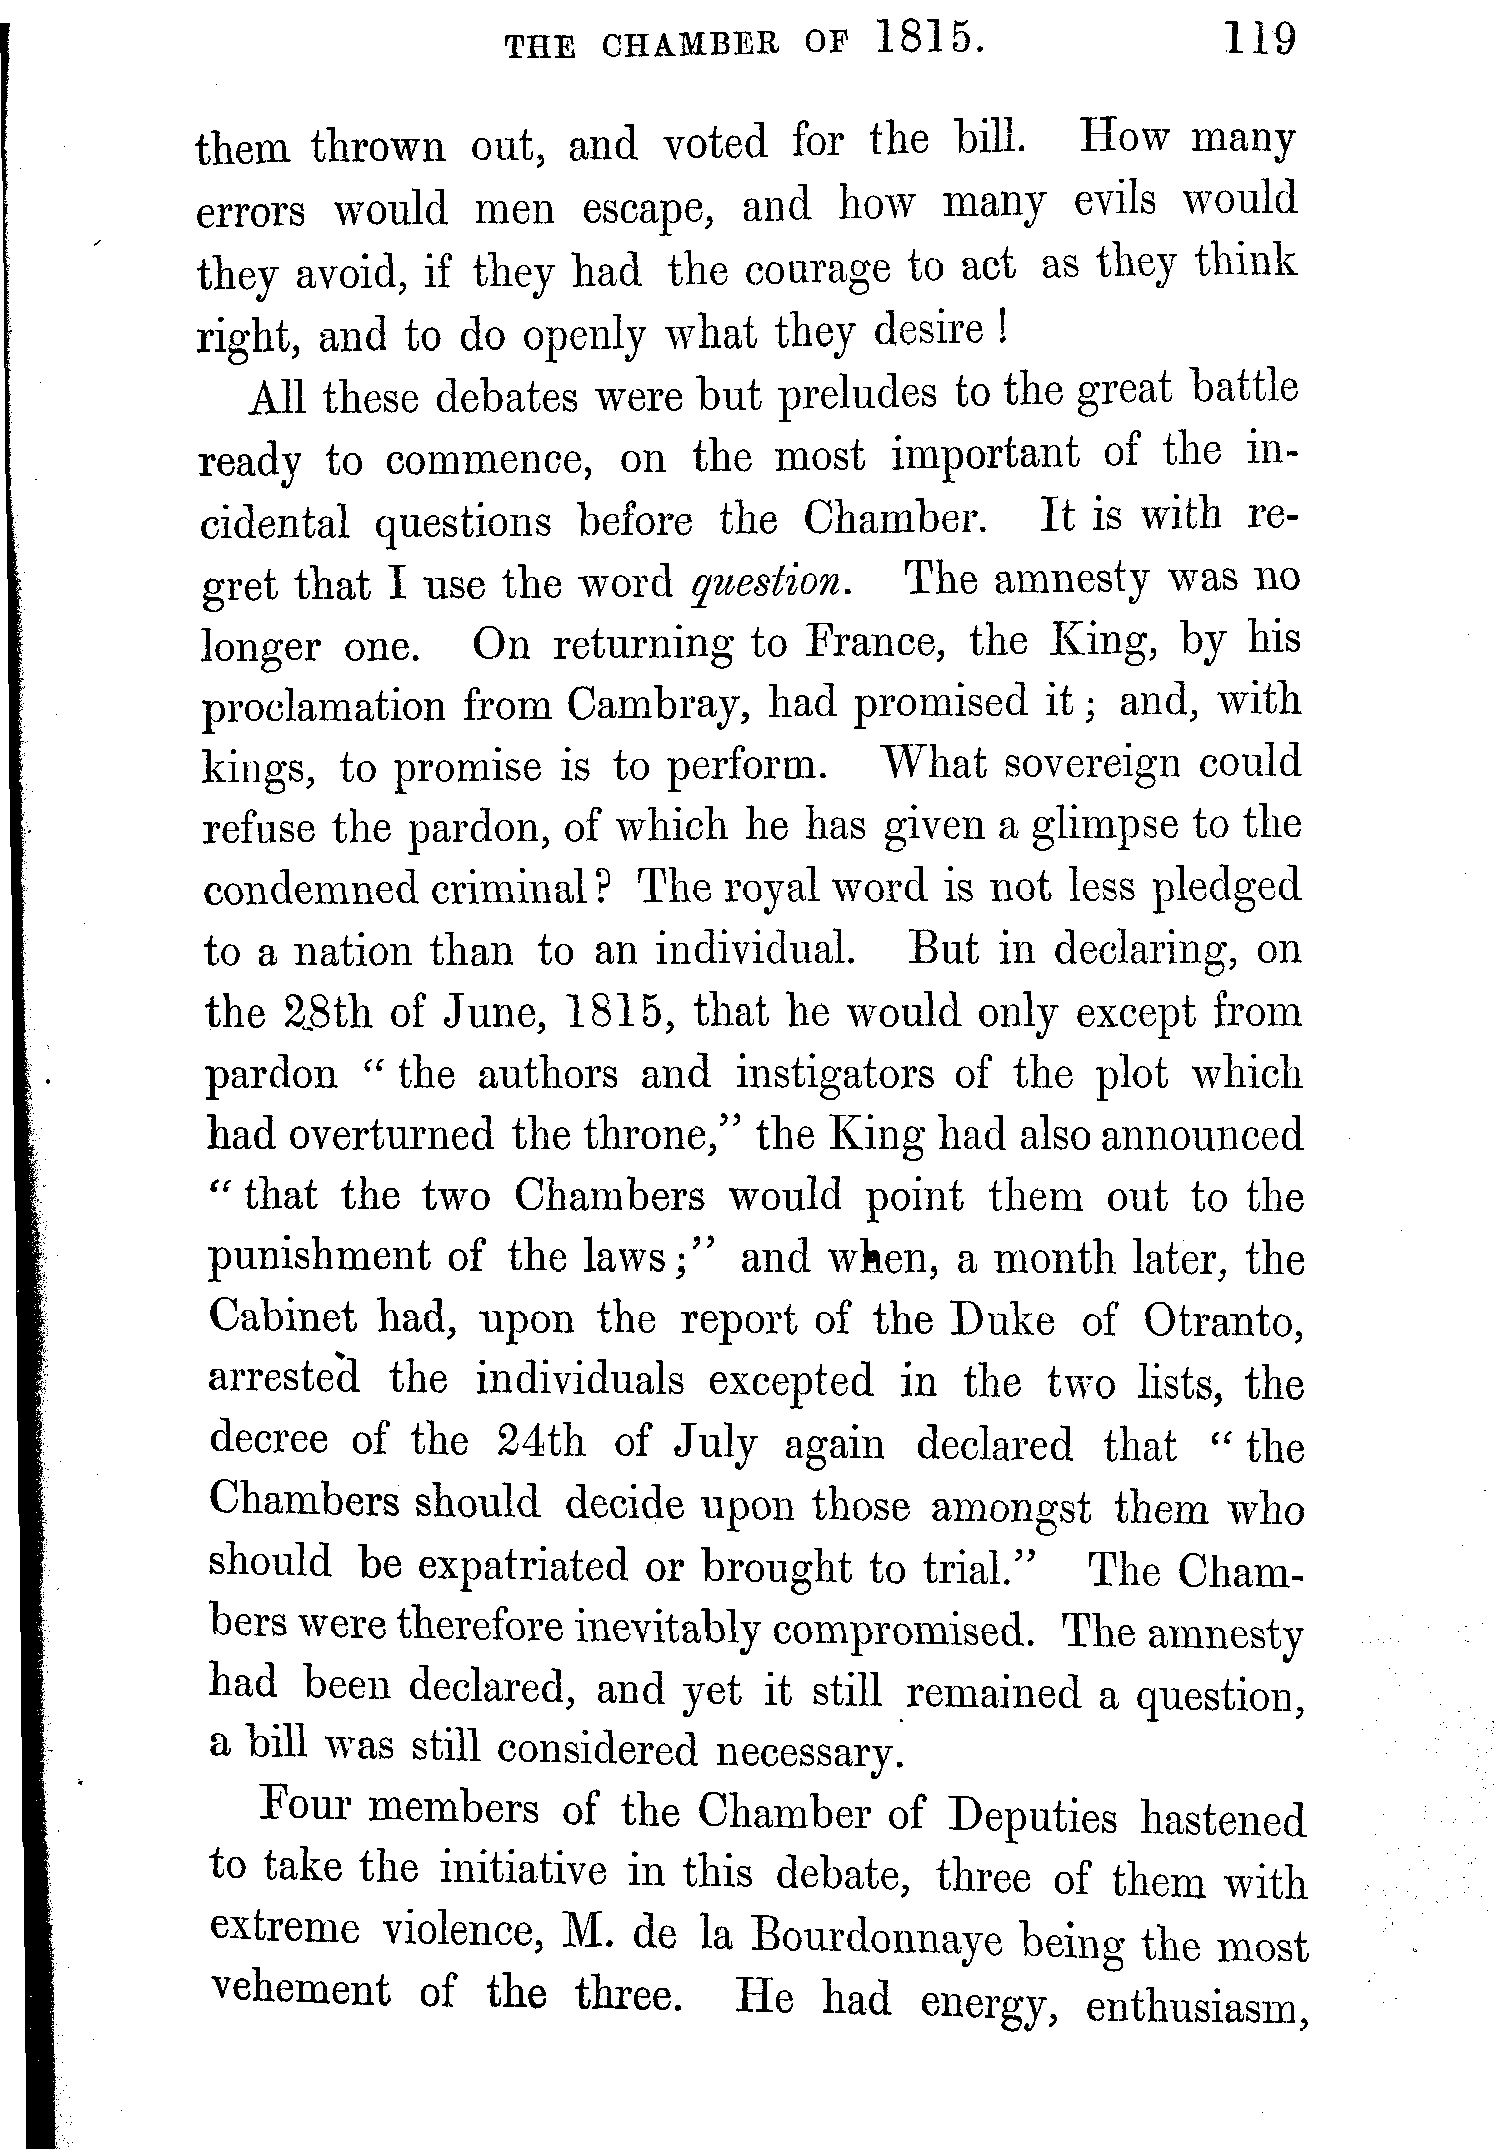 THE CHAMBER OF 1815. 119
them thrown out, and voted for the bill. How many
errors would men escape, and how many evils would
they avoid, if they had the courage to act as they think
right, and to do openly what they desire !
All these debates were but preludes to the great battle
ready to commence, on the most important of the in-
cidental questions before the Chamber. It is with re-
gret that I use the word question. The amnesty was no
longer one. On returning to France, the King, by his
proclamation from Cambray, had promised it ; and, with
kings, to promise is to perform. What sovereign could
refuse the pardon, of which he has given a glimpse to the
condemned criminal ? The royal word is not less pledged
to a nation than to an individual. But in declaring, on
the 28th of June, 1815, that he would only except from
pardon “ the authors and instigators of the plot which
had overturned the throne,” the King had also announced
“ that the two Chambers would point them out to the
punishment of the laws ;” and when, a month later, the
Cabinet had, upon the report of the Duke of Otranto,
arrested the individuals excepted in the two lists, the
decree of the 24th of July again declared that “ the
Chambers should decide upon those amongst them who
should be expatriated or brought to trial.” The Cham-
bers were therefore inevitably compromised. The amnesty
had been declared, and yet it still remained a question,
a bill was still considered necessary.
Four members of the Chamber of Deputies hastened
to take the initiative in this debate, three of them with
extreme violence, M. de la Bourdonnaye being the most
vehement of the three. He had energy, enthusiasm,